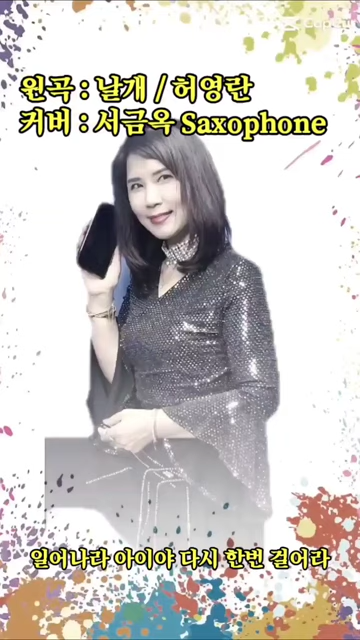 원곡 : 날개 / 허영란
커버 : 서금옥 Saxophone
일어나라 아이야 다시 한번 걸어라